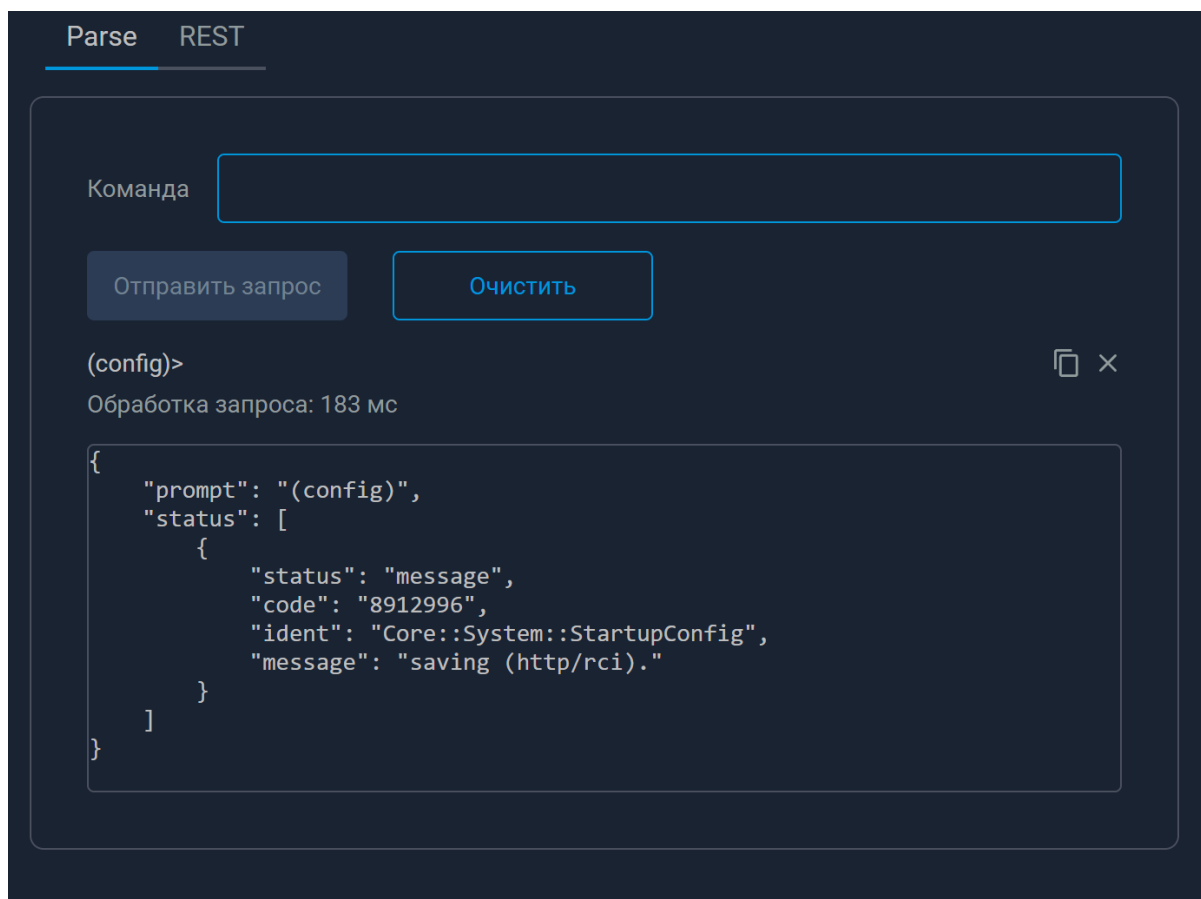 Parse REST
Команда
Отправить запрос Очистить
(config)>
Обработка запроса: 183 мс
{
    "prompt": "(config)",
    "status": [
        {
            "status": "message",
            "code": "8912996",
            "ident": "Core::System::StartupConfig",
            "message": "saving (http/rci)."
        }
    ]
}